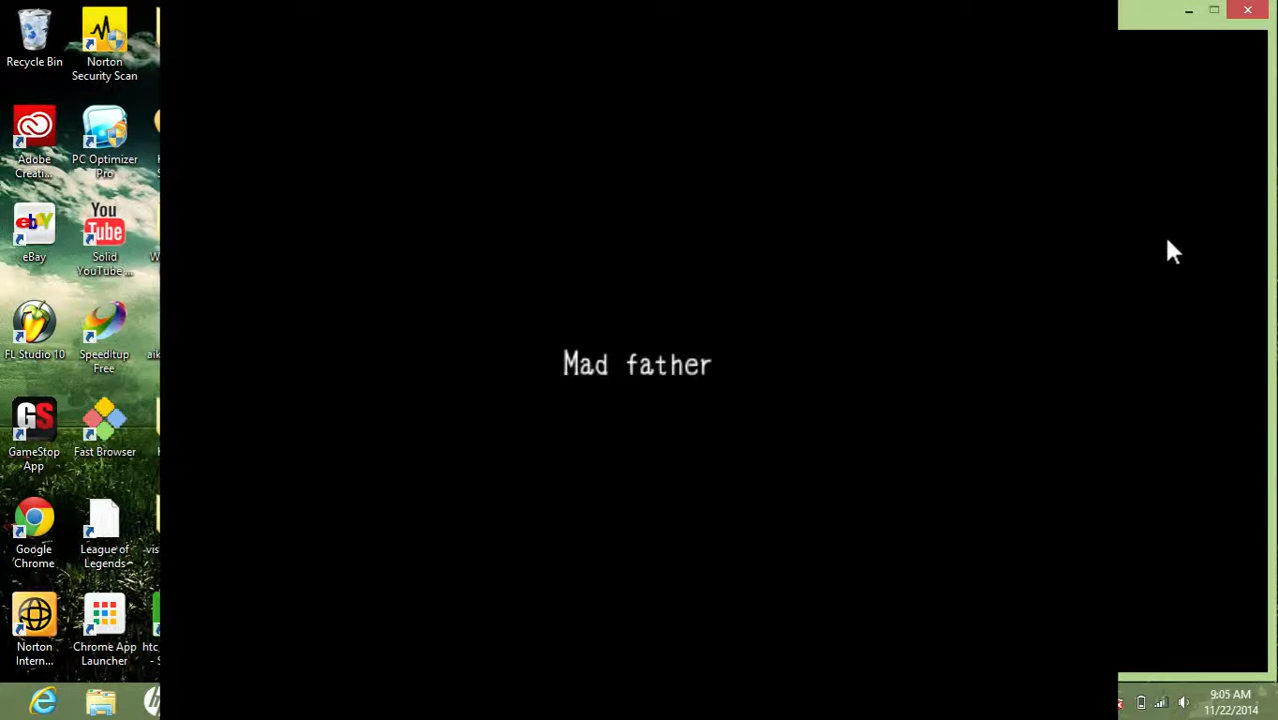 Recycle Bin
Norton
Security Scan
Adobe
Creati...
PC Optimizer
Pro
ebY
eBay
You
Tube
Solid
YouTube ...
FL Studio 10
SpeedItup
Free
GS
GameStop
App
Fast Browser
Google
Chrome
League of
Legends
Norton
Intern...
Chrome App
Launcher
htc
- S
Mad father
9:05 AM
11/22/2014